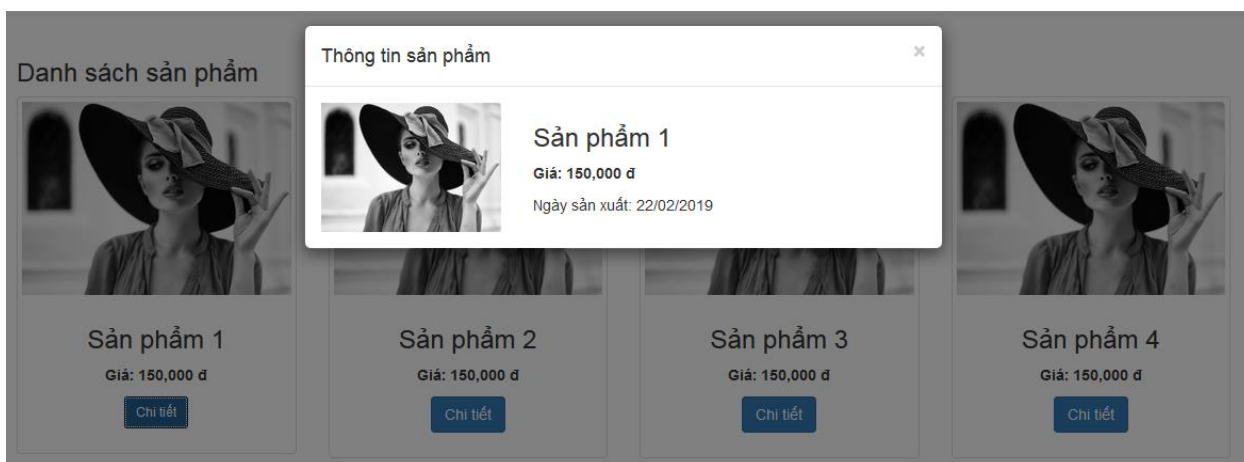 Danh sách sản phẩm
Thông tin sản phẩm
×
Sản phẩm 1
Giá: 150,000 đ
Ngày sản xuất: 22/02/2019
Sản phẩm 1
Giá: 150,000 đ
Chi tiết
Sản phẩm 2
Giá: 150,000 đ
Chi tiết
Sản phẩm 3
Giá: 150,000 đ
Chi tiết
Sản phẩm 4
Giá: 150,000 đ
Chi tiết